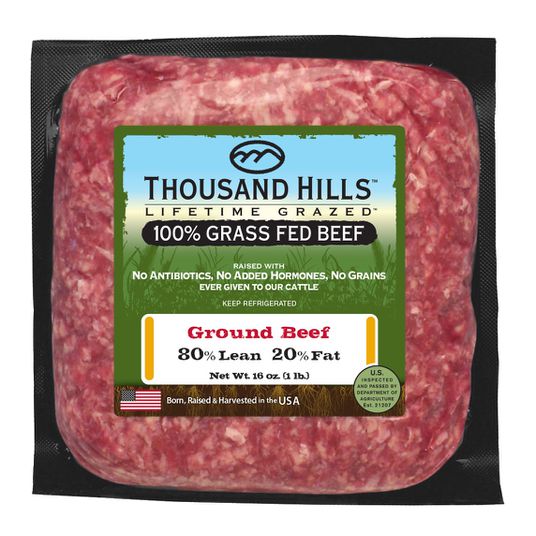 THOUSAND HILLS™
LIFETIME GRAZED™
100% GRASS FED BEEF
RAISED WITH
NO ANTIBIOTICS, NO ADDED HORMONES, NO GRAINS
EVER GIVEN TO OUR CATTLE
KEEP REFRIGERATED
Ground Beef
80% Lean 20% Fat
Net Wt. 16 oz. (1 lb.)
U.S.
INSPECTED
AND PASSED BY
DEPARTMENT OF
AGRICULTURE
Est. 21207
Born, Raised & Harvested in the USA